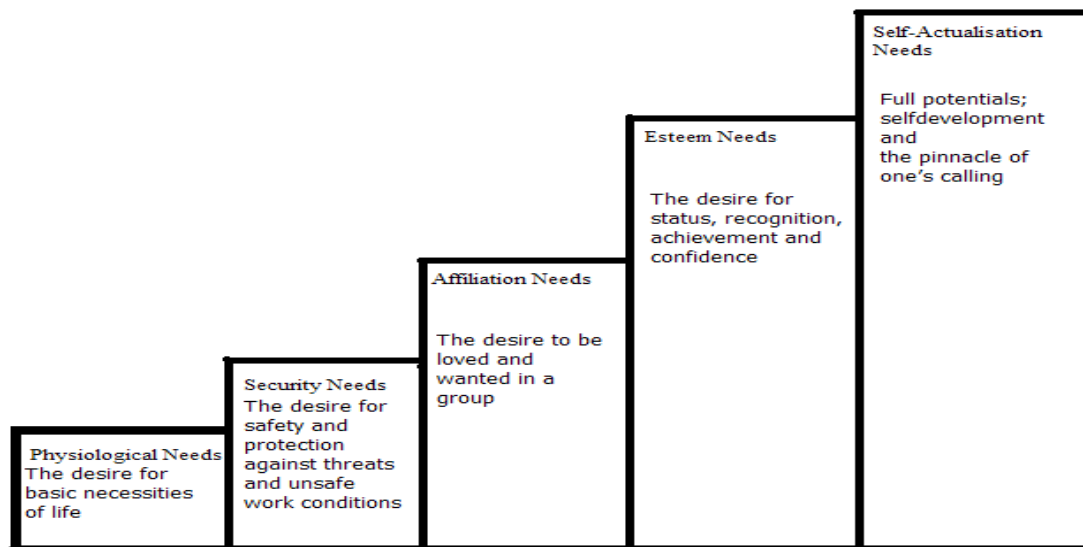 Self-Actualisation
Needs
Full potentials;
selfdevelopment
and
the pinnacle of
one's calling
Esteem Needs
The desire for
status, recognition,
achievement and
confidence
Affiliation Needs
The desire to be
loved and
wanted in a
group
Security Needs
The desire for
safety and
protection
against threats
and unsafe
work conditions
Physiological Needs
The desire for
basic necessities
of life